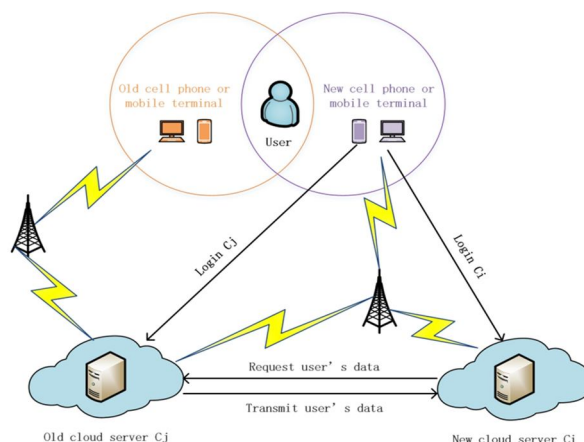 Old cell phone or
mobile terminal
New cell phone or
mobile terminal
User
Login Cj
Login Ci
Request user's data
Transmit user's data
Old cloud server Cj
New cloud server Ci